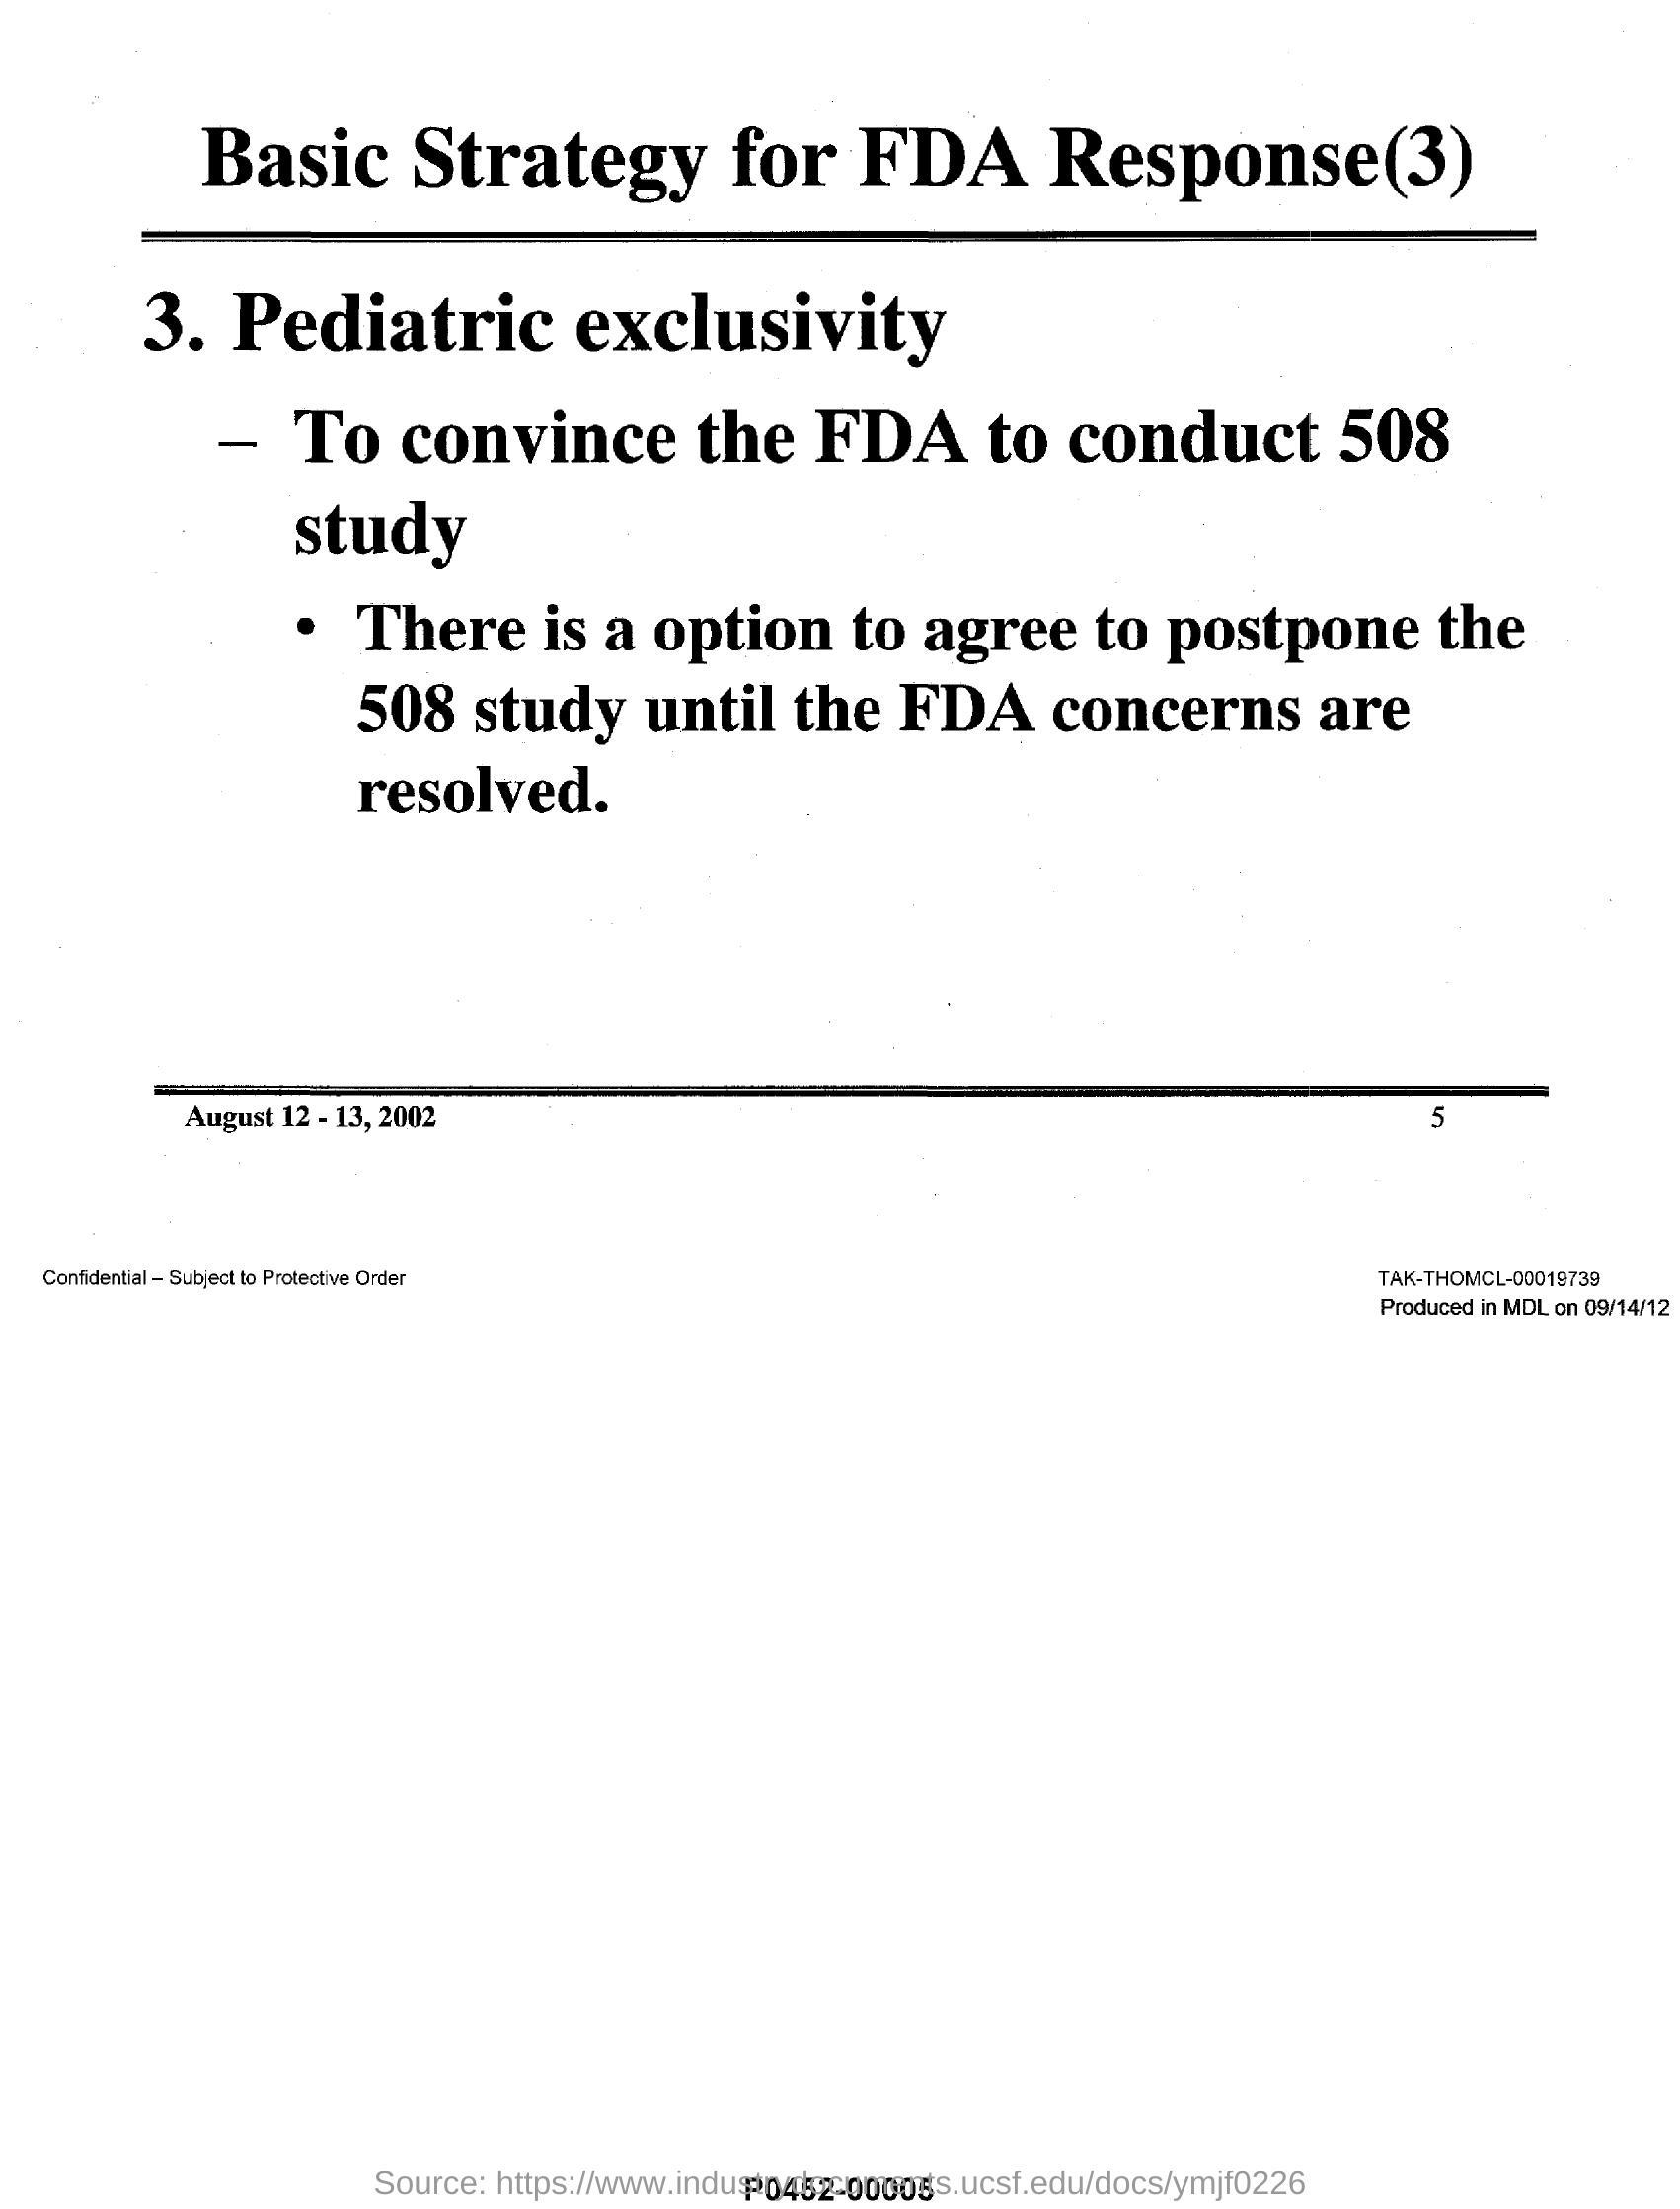 Basic Strategy for FDA Response(3)
3. Pediatric exclusivity
– To convince the FDA to conduct 508
study
• There is a option to agree to postpone the
508 study until the FDA concerns are
resolved.
August 12 - 13, 2002 5
Confidential – Subject to Protective Order
TAK-THOMCL-00019739
Produced in MDL on 09/14/12
Source: https://www.industrydocuments.ucsf.edu/docs/ymjf0226
P0452-00005